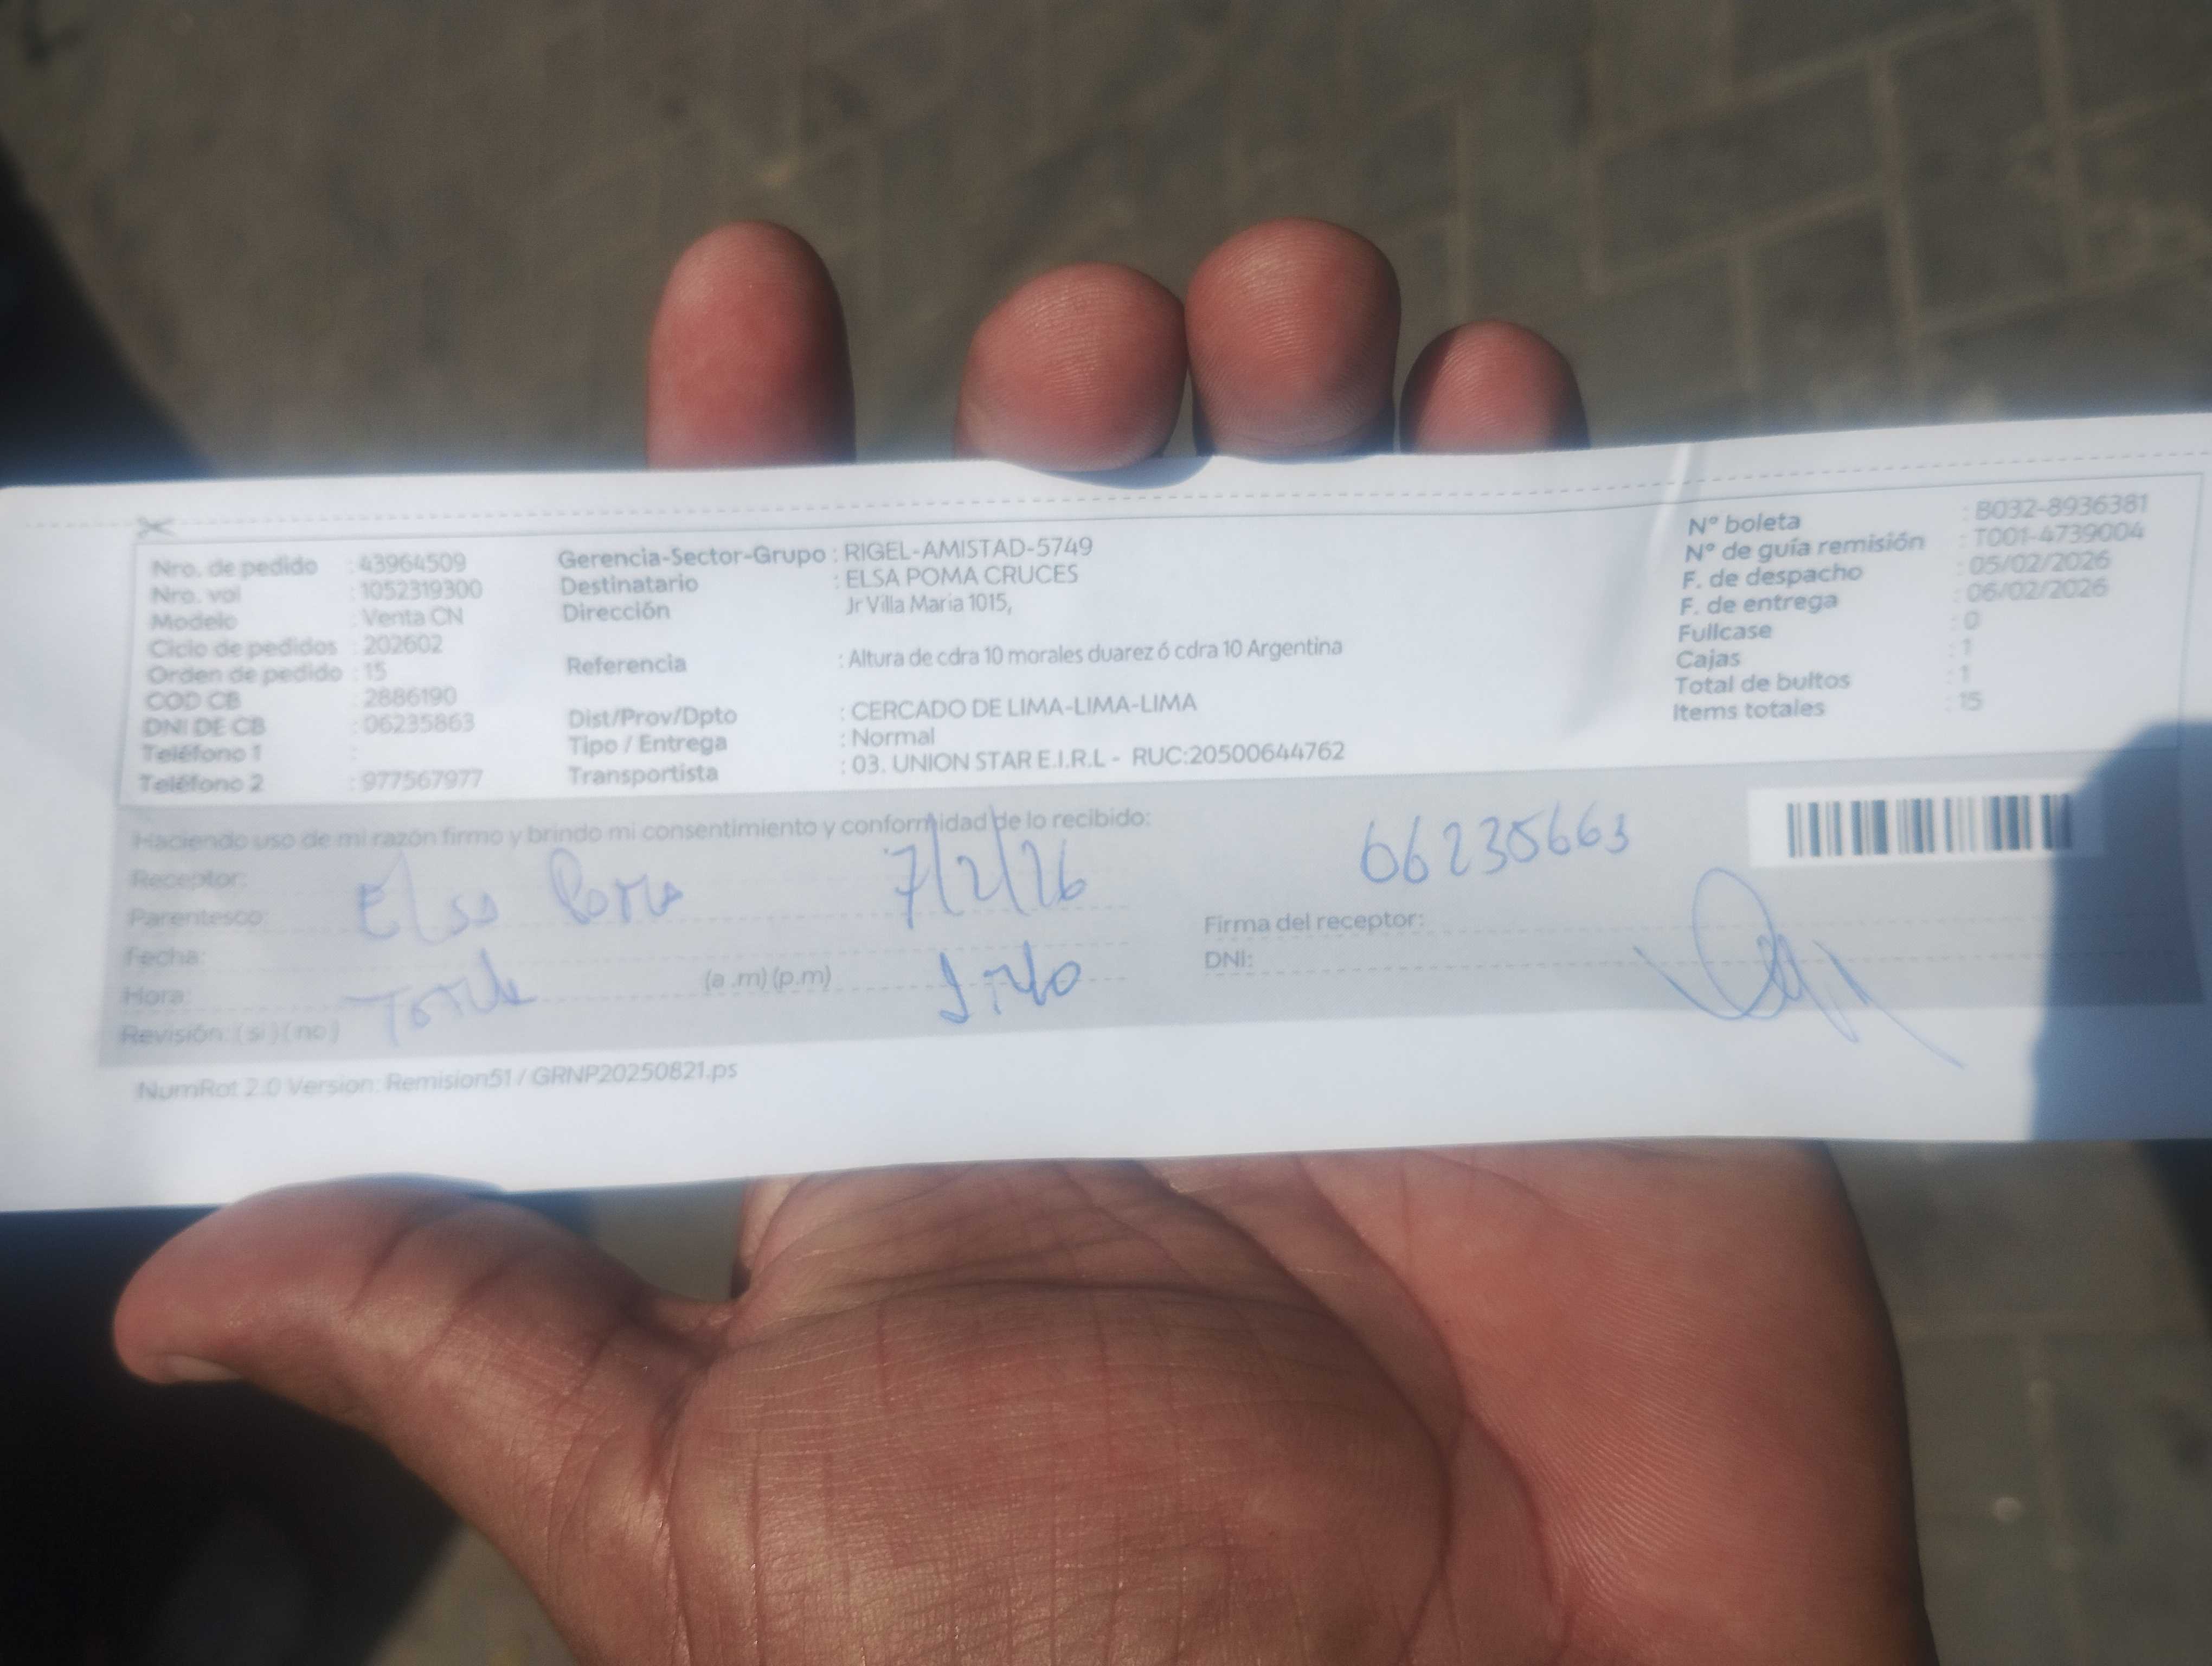 Nro. de pedido : 43964509
Nro. vol : 1052319300
Modelo : Venta CN
Ciclo de pedidos : 202602
Orden de pedido : 15
COD CB : 2886190
DNI DE CB : 06235863
Teléfono 1 :
Teléfono 2 : 977567977
Gerencia-Sector-Grupo : RIGEL-AMISTAD-5749
Destinatario : ELSA POMA CRUCES
Dirección Jr Villa Maria 1015,
Referencia : Altura de cdra 10 morales duarez ó cdra 10 Argentina
Dist/Prov/Dpto : CERCADO DE LIMA-LIMA-LIMA
Tipo / Entrega : Normal
Transportista : 03. UNION STAR E.I.R.L - RUC:20500644762
N° boleta : B032-8936381
N° de guía remisión : T001-4739004
F. de despacho : 05/02/2026
F. de entrega : 06/02/2026
Fullcase : 0
Cajas : 1
Total de bultos : 1
Items totales : 15
Haciendo uso de mi razón firmo y brindo mi consentimiento y conformidad de lo recibido:
Receptor:
Parentesco: Elsa Poma 7/2/26
Fecha:
Hora: (a .m) (p.m)
Revisión: ( si ) ( no )
06230663
Firma del receptor:
DNI:
NumRot 2.0 Version: Remision51 / GRNP20250821.ps